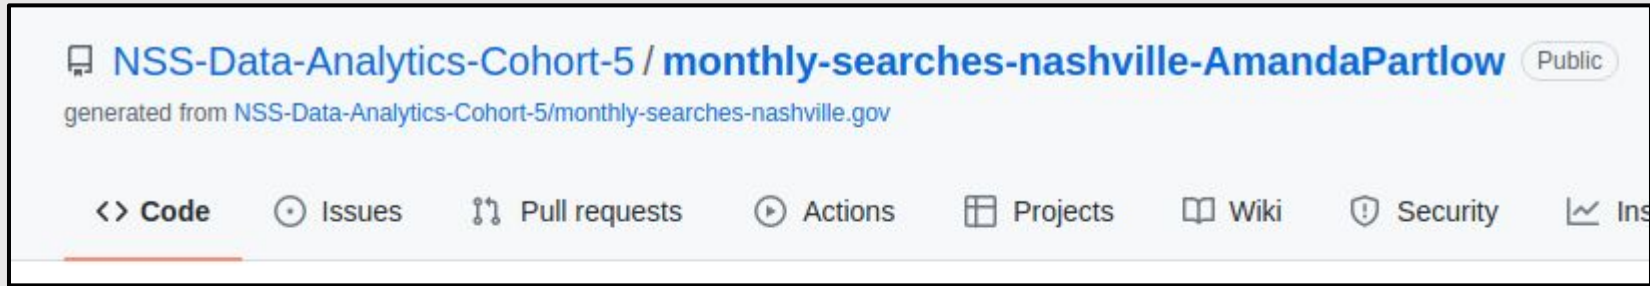 NSS-Data-Analytics-Cohort-5 / monthly-searches-nashville-AmandaPartlow Public
generated from NSS-Data-Analytics-Cohort-5/monthly-searches-nashville.gov
<> Code Issues Pull requests Actions Projects Wiki Security Ins